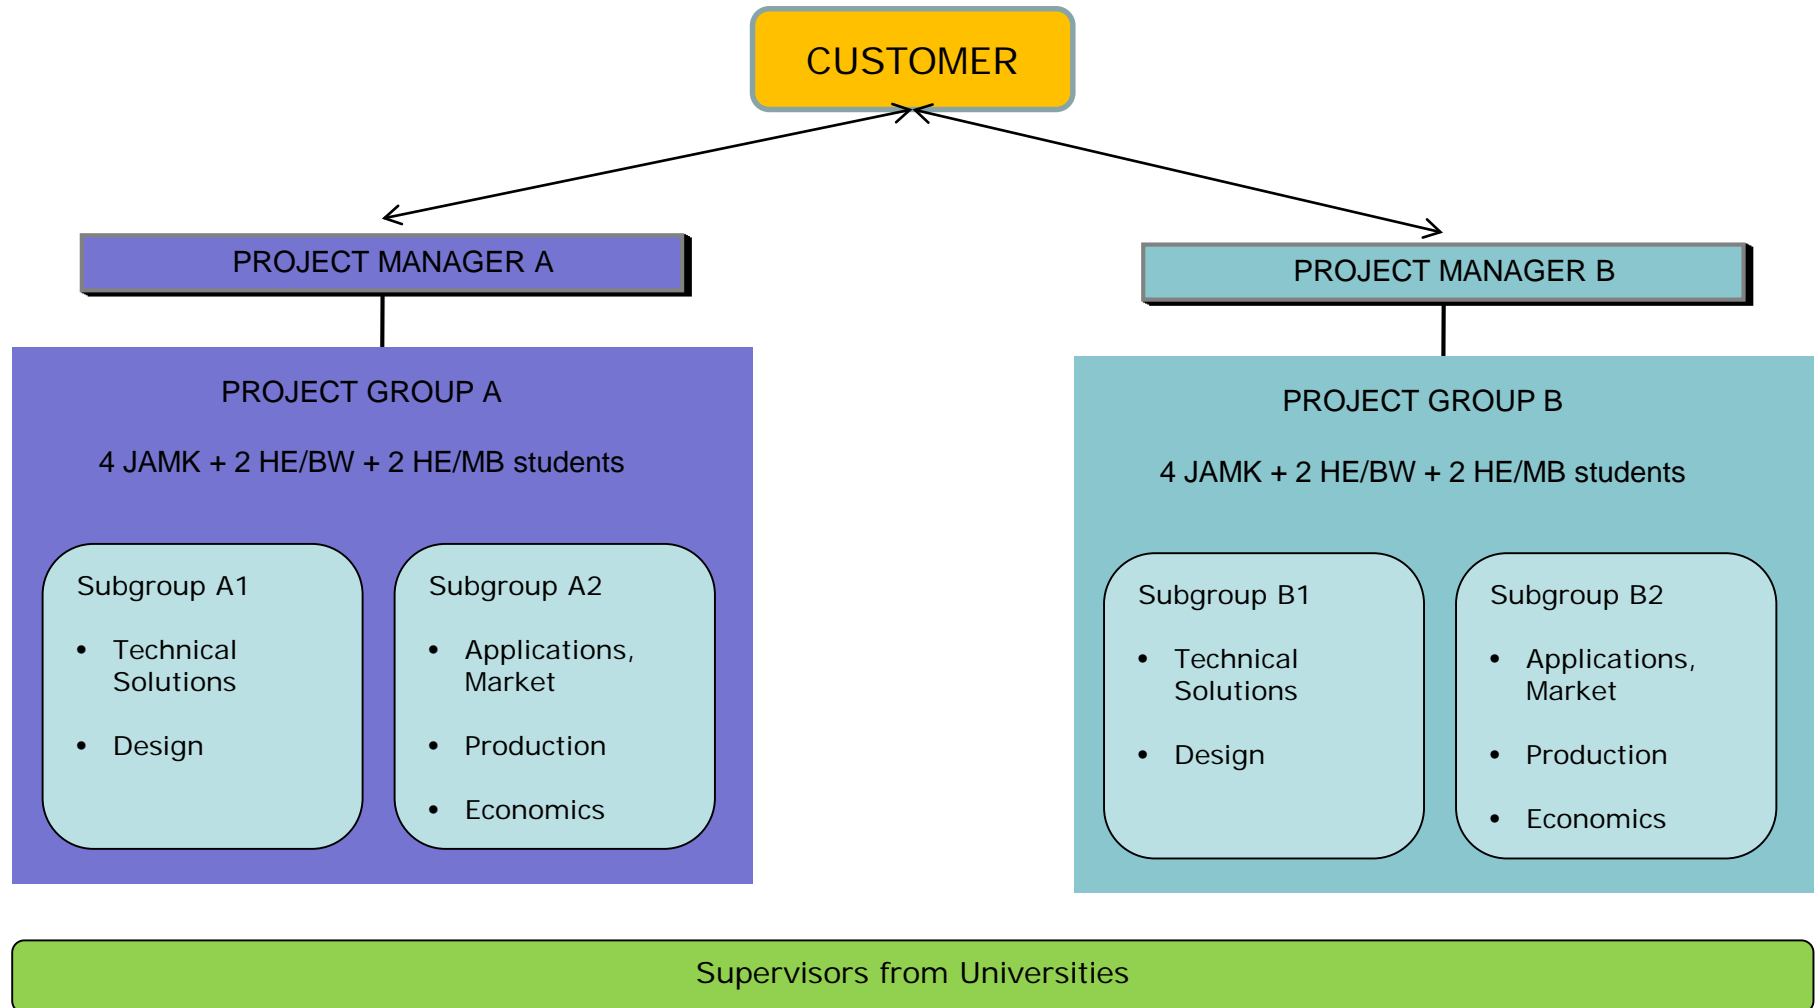 CUSTOMER
PROJECT MANAGER A
PROJECT GROUP A
4 JAMK + 2 HE/BW + 2 HE/MB students
Subgroup A1
• Technical
Solutions
• Design
Subgroup A2
• Applications,
Market
• Production
• Economics
PROJECT MANAGER B
PROJECT GROUP B
4 JAMK + 2 HE/BW + 2 HE/MB students
Subgroup B1
• Technical
Solutions
• Design
Subgroup B2
• Applications,
Market
• Production
• Economics
Supervisors from Universities